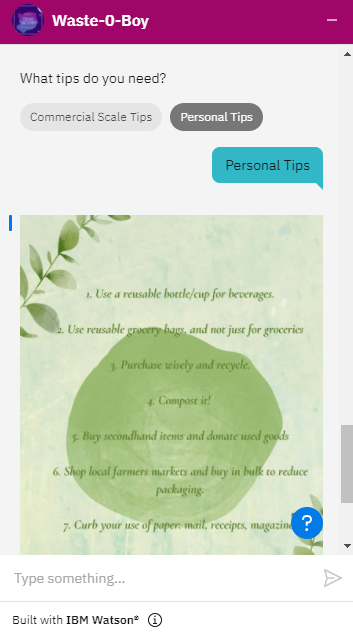 Waste-O-Boy
What tips do you need?
Commercial Scale Tips
Personal Tips
Personal Tips
1. Use a reusable bottle/cup for beverages.
2. Use reusable grocery bags, and not just for groceries
3. Purchase wisely and recycle.
4. Compost it!
5. Buy secondhand items and donate used goods
6. Shop local farmers markets and buy in bulk to reduce
packaging.
7. Curb your use of paper: mail, receipts,
?
Type something...
Built with IBM Watson®